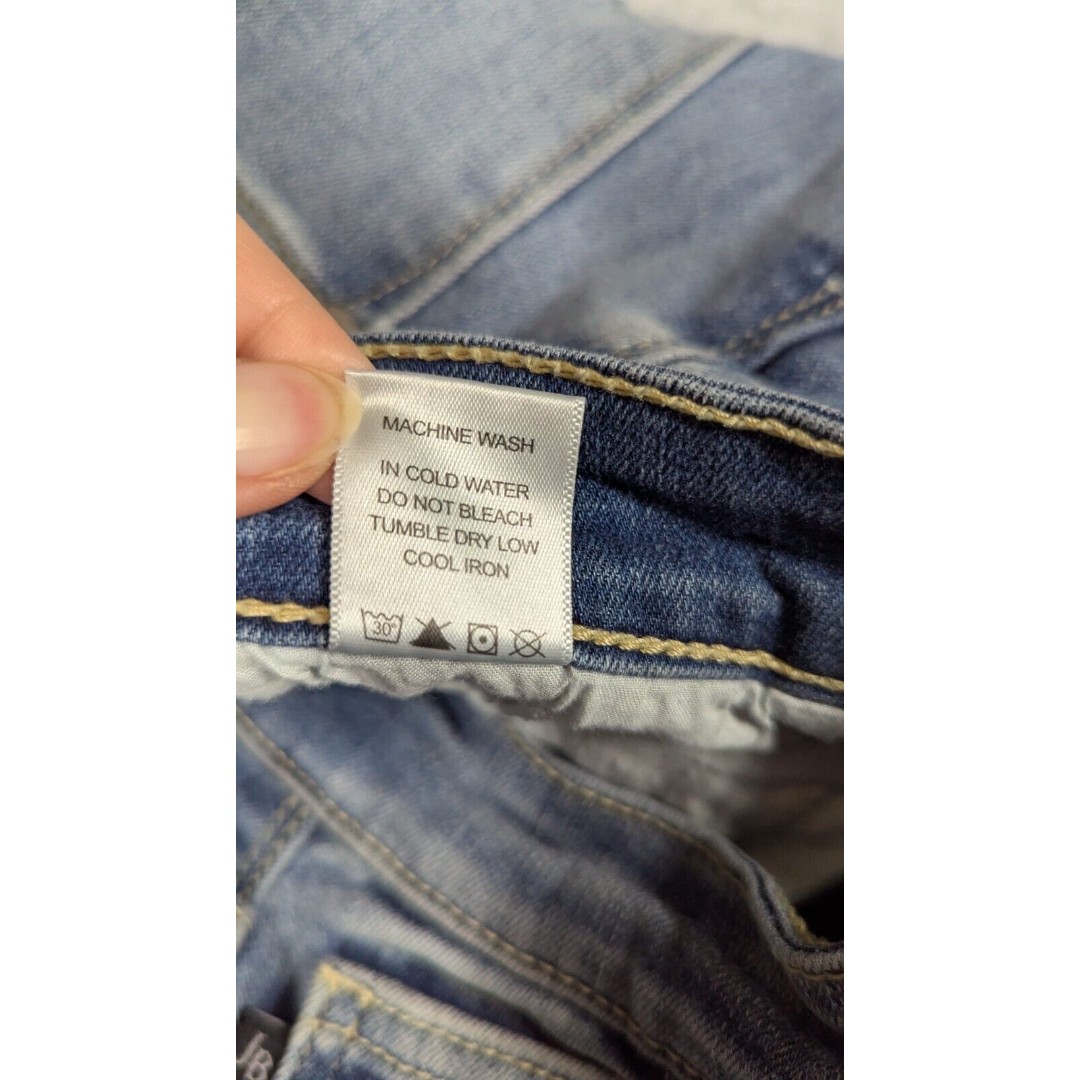 MACHINE WASH
IN COLD WATER
DO NOT BLEACH
TUMBLE DRY LOW
COOL IRON
30°